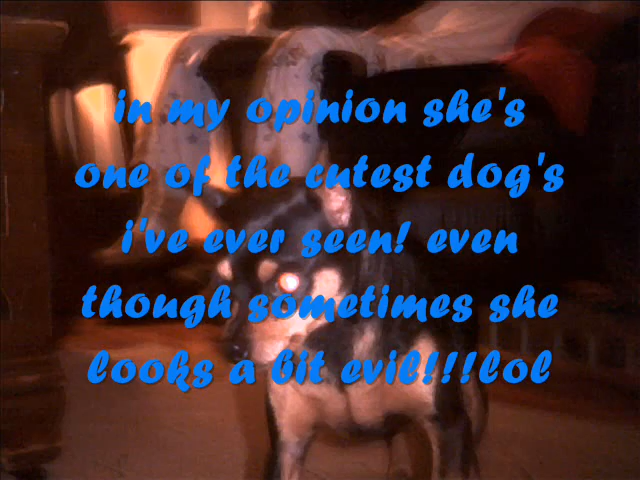 in my opinion she's
one of the cutest dog's
i've ever seen! even
though sometimes she
looks a bit evil!!!lol